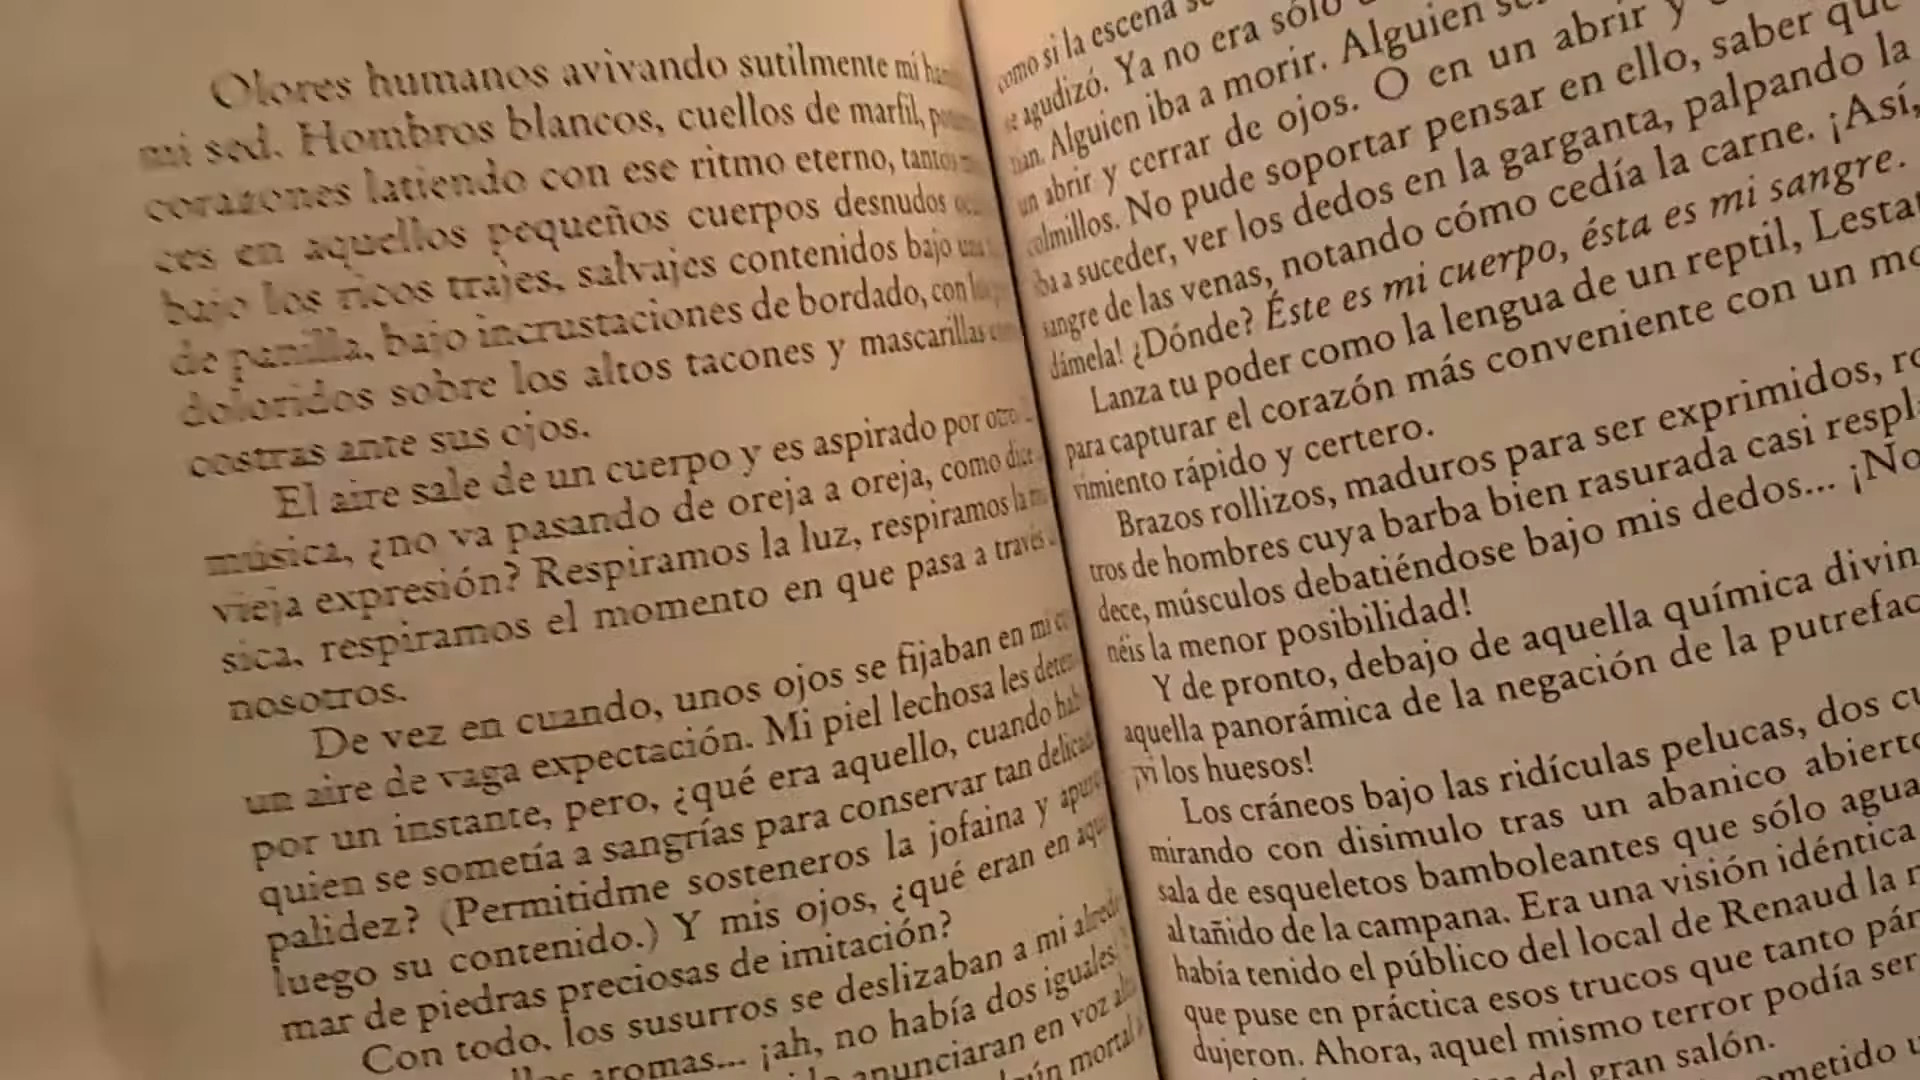 Olores humanos avivando sutilmente mi
mi sed. Hombros blancos, cuellos de marfil,
corazones latiendo con ese ritmo eterno, tantos
ces en aquellos pequeños cuerpos desnudos
bajo los ricos trajes, salvajes contenidos bajo una
de panilla, bajo incrustaciones de bordado, con
doloridos sobre los altos tacones y mascarillas
costras ante sus ojos.
El aire sale de un cuerpo y es aspirado por otro.
música, ¿no va pasando de oreja a oreja, como dice
vieja expresión? Respiramos la luz, respiramos la
sica, respiramos el momento en que pasa a través
nosotros.
De vez en cuando, unos ojos se fijaban en mí
un aire de vaga expectación. Mi piel lechosa les
por un instante, pero, ¿qué era aquello, cuando
quien se sometía a sangrías para conservar tan
palidez? (Permitidme sosteneros la jofaina y
luego su contenido.) Y mis ojos, ¿qué eran en
mar de piedras preciosas de imitación?
Con todo, los susurros se deslizaban a mi
aromas... ¡ah, no había dos iguales!
anunciaran en voz
mortal
como si la escena
se agudizó. Ya no era sólo
Alguien iba a morir. Alguien
un abrir y cerrar de ojos. O en un abrir y
colmillos. No pude soportar pensar en ello, saber que
iba a suceder, ver los dedos en la garganta, palpando la
sangre de las venas, notando cómo cedía la carne. ¡Así,
dámela! ¿Dónde? Éste es mi cuerpo, ésta es mi sangre.
Lanza tu poder como la lengua de un reptil,
para capturar el corazón más conveniente con un
vimiento rápido y certero.
Brazos rollizos, maduros para ser exprimidos,
tros de hombres cuya barba bien rasurada casi
dece, músculos debatiéndose bajo mis dedos... ¡No
néis la menor posibilidad!
Y de pronto, debajo de aquella química
aquella panorámica de la negación de la
¡vi los huesos!
Los cráneos bajo las ridículas pelucas, dos
mirando con disimulo tras un abanico
sala de esqueletos bamboleantes que sólo
al tañido de la campana. Era una visión idéntica
había tenido el público del local de Renaud la
que puse en práctica esos trucos que tanto
dujeron. Ahora, aquel mismo terror podía ser
del gran salón.